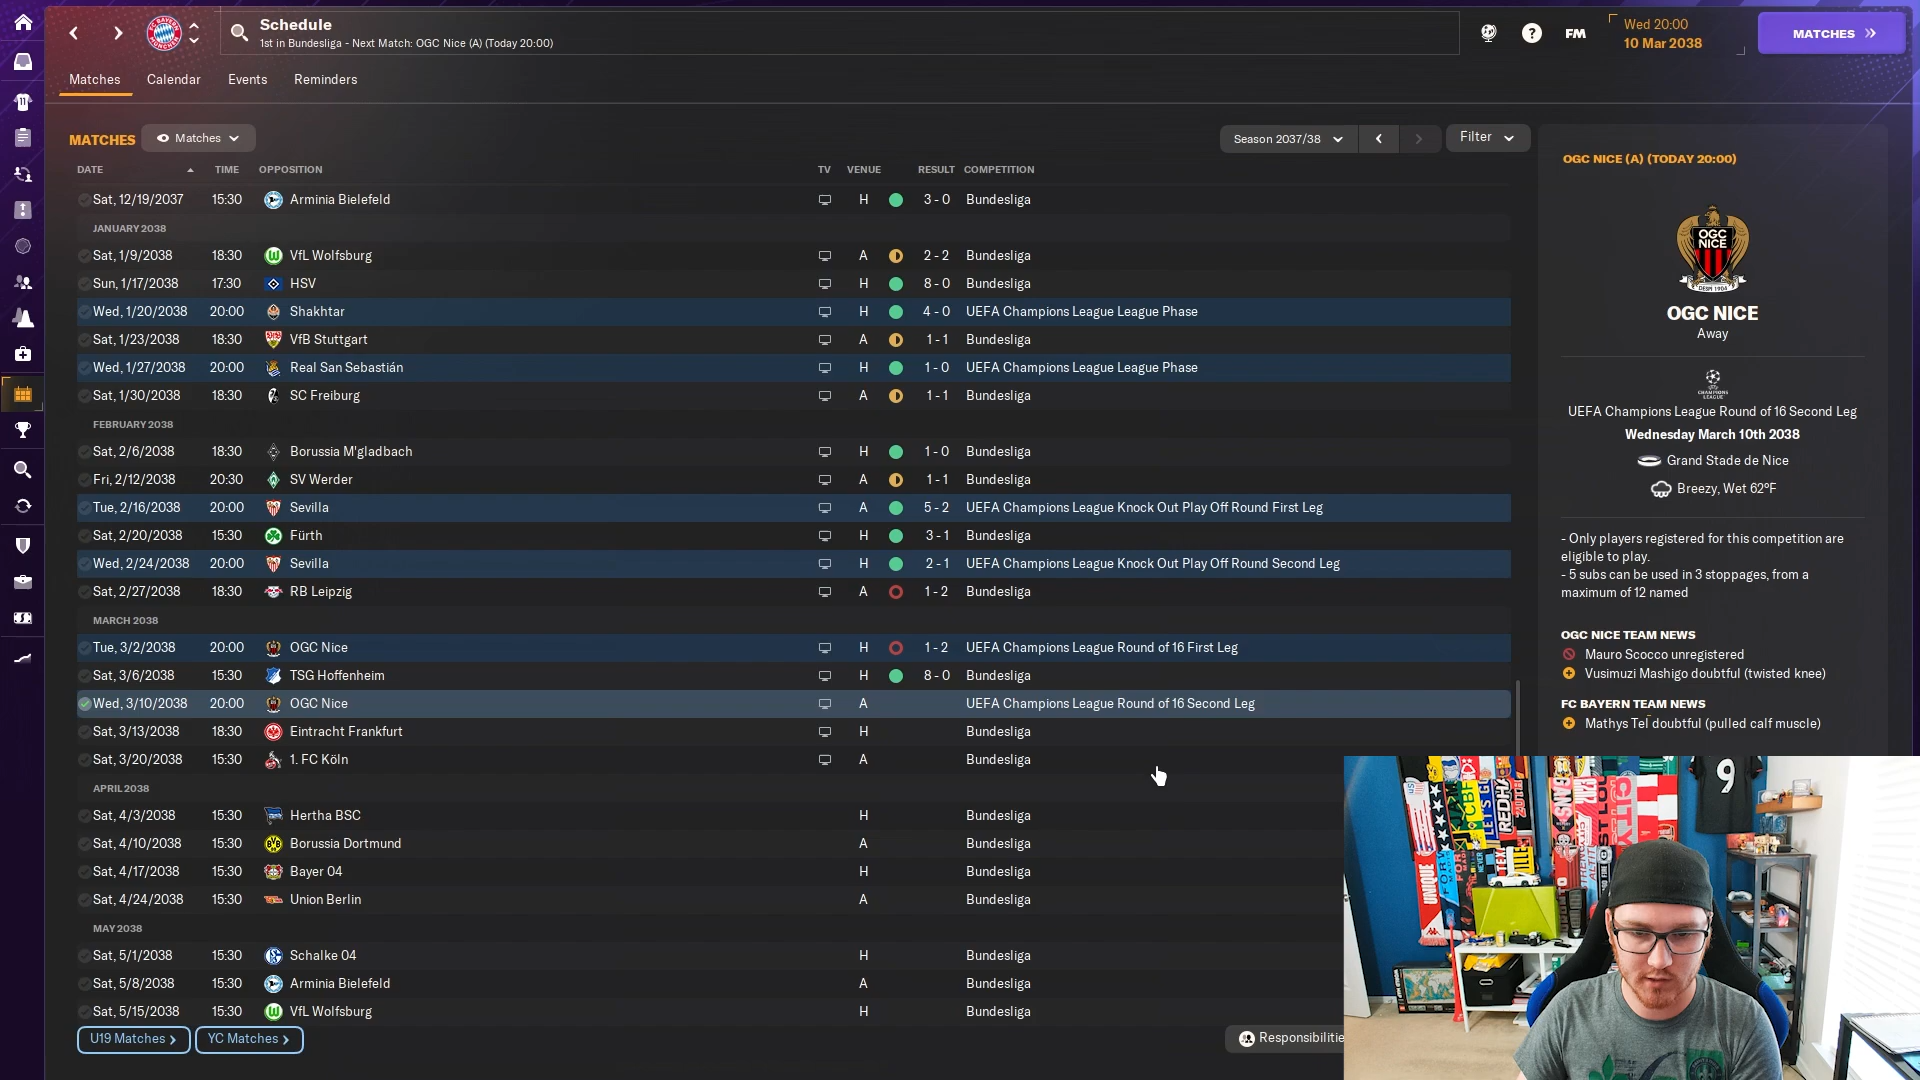 Schedule
1st in Bundesliga - Next Match: OGC Nice (A) (Today 20:00)
FM
Wed 20:00
10 Mar 2038
MATCHES
Matches Calendar Events Reminders
MATCHES Matches
Season 2037/38
Filter
DATE TIME OPPOSITION TV VENUE RESULT COMPETITION
Sat, 12/19/2037 15:30 Arminia Bielefeld H 3 - 0 Bundesliga
JANUARY 2038
Sat, 1/9/2038 18:30 VfL Wolfsburg A 2 - 2 Bundesliga
Sun, 1/17/2038 17:30 HSV H 8 - 0 Bundesliga
Wed, 1/20/2038 20:00 Shakhtar H 4 - 0 UEFA Champions League League Phase
Sat, 1/23/2038 18:30 VfB Stuttgart A 1 - 1 Bundesliga
Wed, 1/27/2038 20:00 Real San Sebastián H 1 - 0 UEFA Champions League League Phase
Sat, 1/30/2038 18:30 SC Freiburg A 1 - 1 Bundesliga
FEBRUARY 2038
Sat, 2/6/2038 18:30 Borussia M'gladbach H 1 - 0 Bundesliga
Fri, 2/12/2038 20:30 SV Werder A 1 - 1 Bundesliga
Tue, 2/16/2038 20:00 Sevilla A 5 - 2 UEFA Champions League Knock Out Play Off Round First Leg
Sat, 2/20/2038 15:30 Fürth H 3 - 1 Bundesliga
Wed, 2/24/2038 20:00 Sevilla H 2 - 1 UEFA Champions League Knock Out Play Off Round Second Leg
Sat, 2/27/2038 18:30 RB Leipzig A 1 - 2 Bundesliga
MARCH 2038
Tue, 3/2/2038 20:00 OGC Nice H 1 - 2 UEFA Champions League Round of 16 First Leg
Sat, 3/6/2038 15:30 TSG Hoffenheim H 8 - 0 Bundesliga
Wed, 3/10/2038 20:00 OGC Nice A UEFA Champions League Round of 16 Second Leg
Sat, 3/13/2038 18:30 Eintracht Frankfurt H Bundesliga
Sat, 3/20/2038 15:30 1. FC Köln A Bundesliga
APRIL 2038
Sat, 4/3/2038 15:30 Hertha BSC H Bundesliga
Sat, 4/10/2038 15:30 Borussia Dortmund A Bundesliga
Sat, 4/17/2038 15:30 Bayer 04 H Bundesliga
Sat, 4/24/2038 15:30 Union Berlin A Bundesliga
MAY 2038
Sat, 5/1/2038 15:30 Schalke 04 H Bundesliga
Sat, 5/8/2038 15:30 Arminia Bielefeld A Bundesliga
Sat, 5/15/2038 15:30 VfL Wolfsburg H Bundesliga
U19 Matches YC Matches
Responsibilitie
OGC NICE (A) (TODAY 20:00)
OGC
NICE
OGC NICE
Away
CHAMPIONS
LEAGUE
UEFA Champions League Round of 16 Second Leg
Wednesday March 10th 2038
Grand Stade de Nice
Breezy, Wet 62°F
- Only players registered for this competition are
eligible to play.
- 5 subs can be used in 3 stoppages, from a
maximum of 12 named
OGC NICE TEAM NEWS
Mauro Scocco unregistered
Vusimuzi Mashigo doubtful (twisted knee)
FC BAYERN TEAM NEWS
Mathys Tel doubtful (pulled calf muscle)
9
UNIQUE